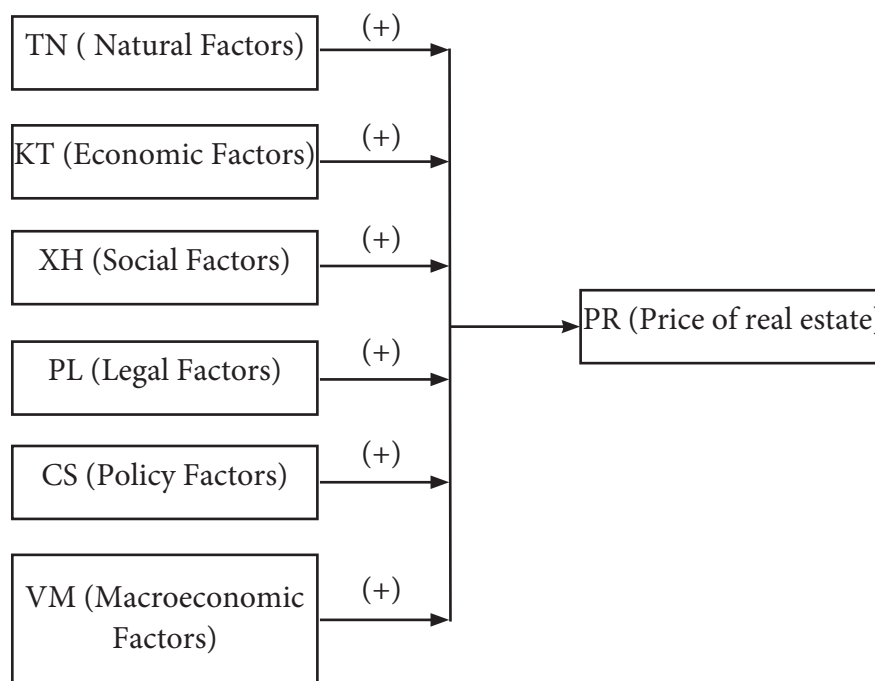 TN ( Natural Factors)
(+)
KT (Economic Factors)
(+)
XH (Social Factors)
(+)
PL (Legal Factors)
(+)
CS (Policy Factors)
(+)
VM (Macroeconomic
Factors)
(+)
PR (Price of real estate)